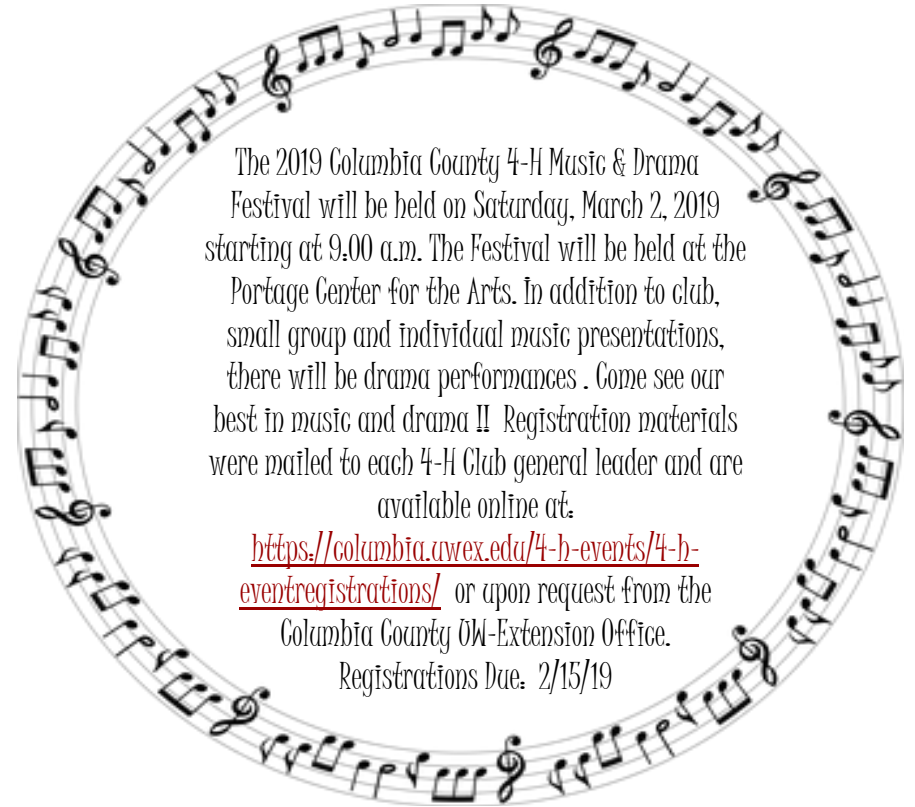 The 2019 Columbia County 4-H Music & Drama
Festival will be held on Saturday, March 2, 2019
starting at 9:00 a.m. The Festival will be held at the
Portage Center for the Arts. In addition to club,
small group and individual music presentations,
there will be drama performances . Come see our
best in music and drama !! Registration materials
were mailed to each 4-H Club general leader and are
available online at:
https://columbia.uwex.edu/4-h-events/4-h-
eventregistrations/ or upon request from the
Columbia County UW-Extension Office.
Registrations Due: 2/15/19